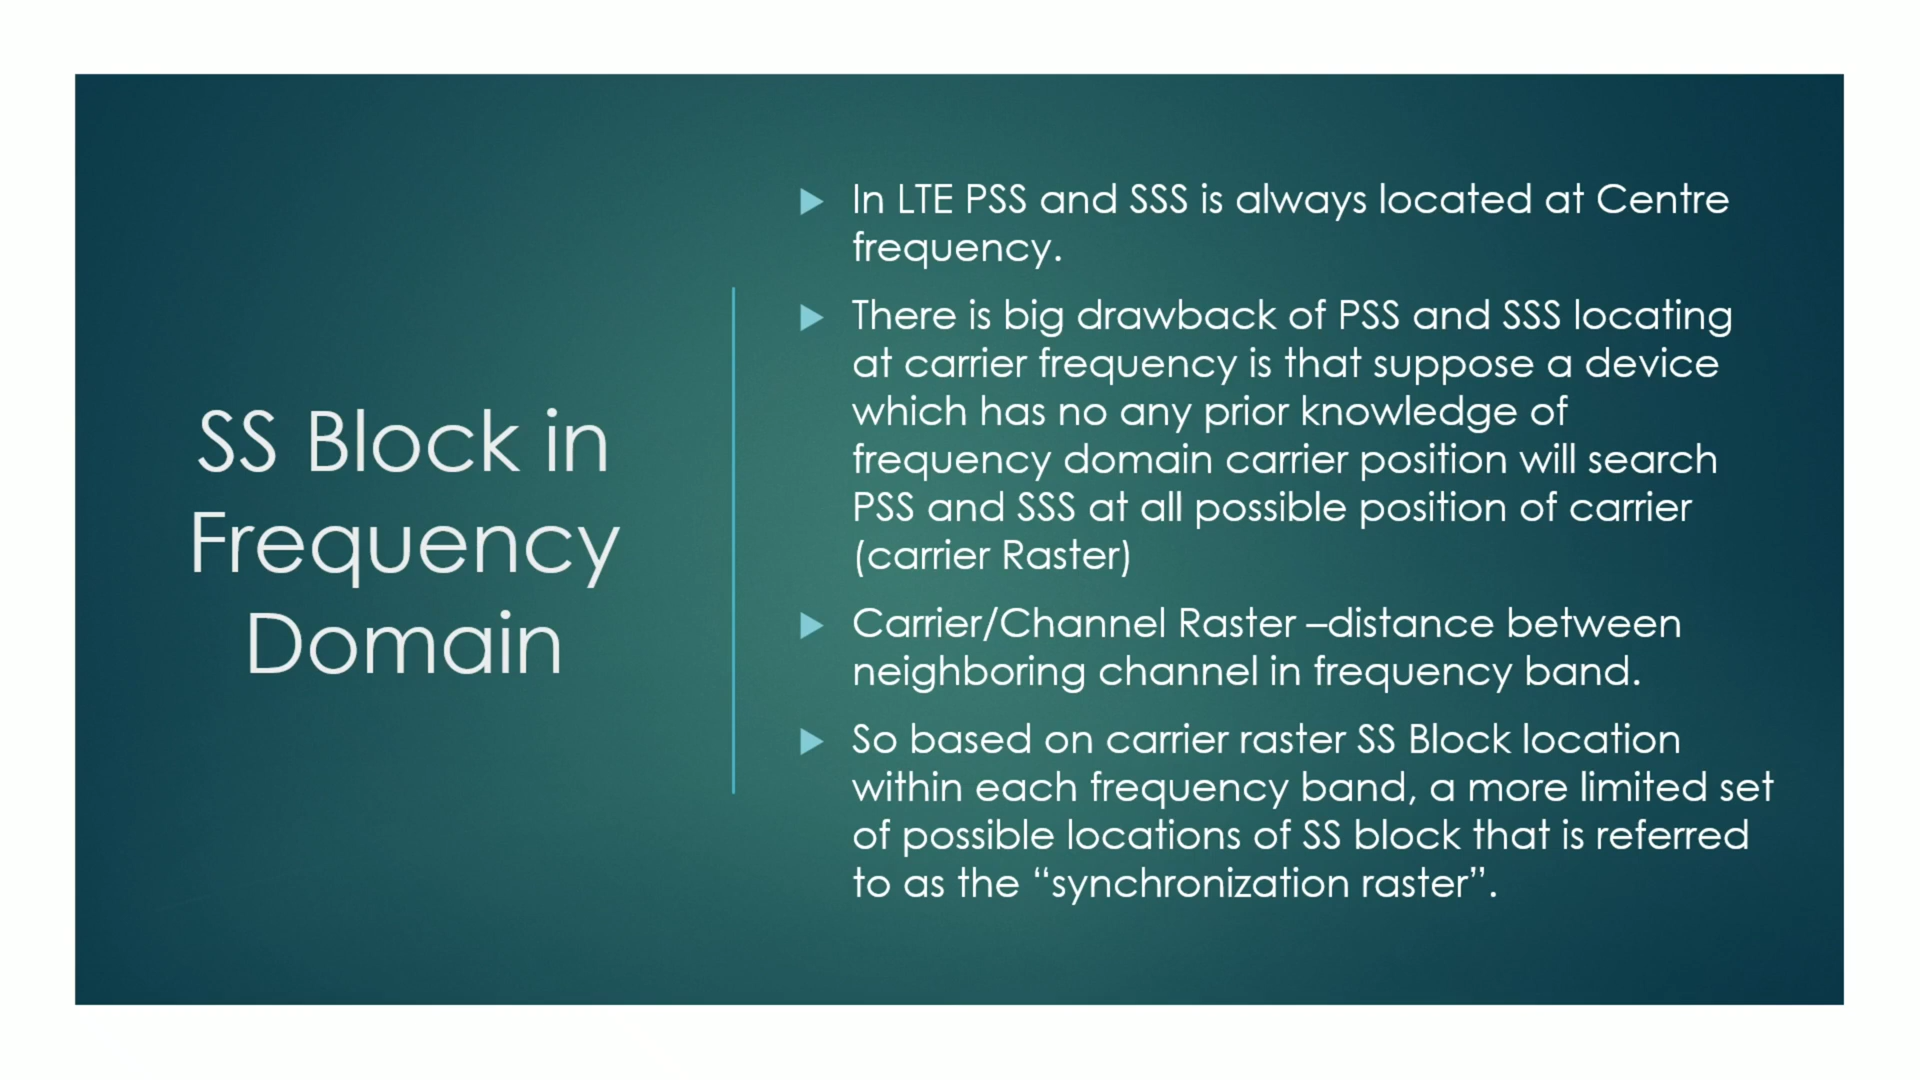 SS Block in
Frequency
Domain
In LTE PSS and SSS is always located at Centre
frequency.
There is big drawback of PSS and SSS locating
at carrier frequency is that suppose a device
which has no any prior knowledge of
frequency domain carrier position will search
PSS and SSS at all possible position of carrier
(carrier Raster)
Carrier/Channel Raster –distance between
neighboring channel in frequency band.
So based on carrier raster SS Block location
within each frequency band, a more limited set
of possible locations of SS block that is referred
to as the “synchronization raster”.